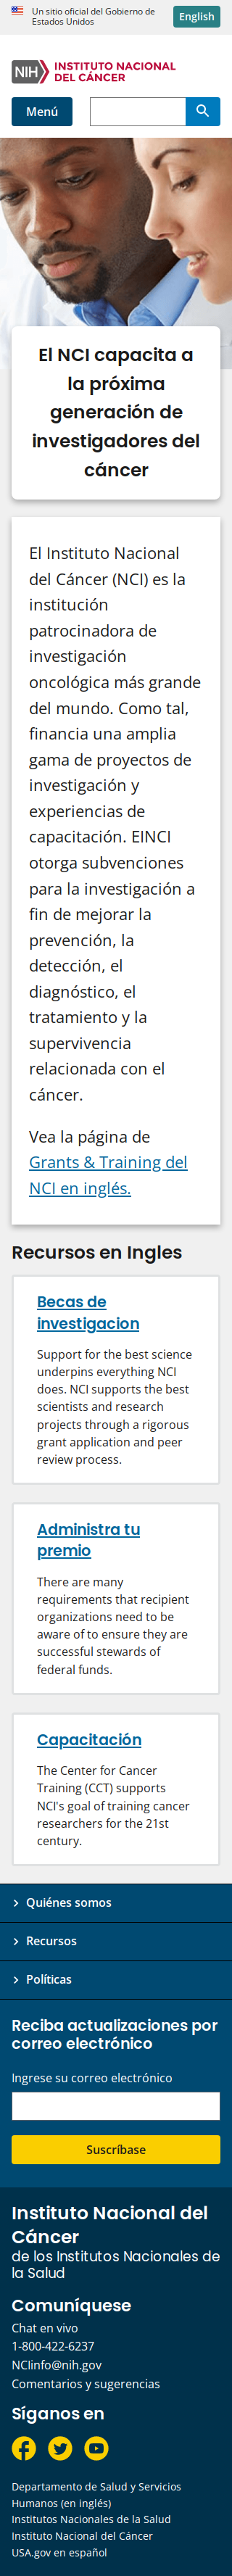 Un sitio oficial del Gobierno de
Estados Unidos
English
NIH
INSTITUTO NACIONAL
DEL CÁNCER
Menú
El NCI capacita a
la próxima
generación de
investigadores del
cáncer
El Instituto Nacional
del Cáncer (NCI) es la
institución
patrocinadora de
investigación
oncológica más grande
del mundo. Como tal,
financia una amplia
gama de proyectos de
investigación y
experiencias de
capacitación. EINCI
otorga subvenciones
para la investigación a
fin de mejorar la
prevención, la
detección, el
diagnóstico, el
tratamiento y la
supervivencia
relacionada con el
cáncer.
Vea la página de
Grants & Training del
NCI en inglés.
Recursos en Ingles
Becas de
investigacion
Support for the best science
underpins everything NCI
does. NCI supports the best
scientists and research
projects through a rigorous
grant application and peer
review process.
Administra tu
premio
There are many
requirements that recipient
organizations need to be
aware of to ensure they are
successful stewards of
federal funds.
Capacitación
The Center for Cancer
Training (CCT) supports
NCI's goal of training cancer
researchers for the 21st
century.
Quiénes somos
Recursos
Políticas
Reciba actualizaciones por
correo electrónico
Ingrese su correo electrónico
Suscríbase
Instituto Nacional del
Cáncer
de los Institutos Nacionales de
la Salud
Comuníquese
Chat en vivo
1-800-422-6237
NCIinfo@nih.gov
Comentarios y sugerencias
Síganos en
Departamento de Salud y Servicios
Humanos (en inglés)
Institutos Nacionales de la Salud
Instituto Nacional del Cáncer
USA.gov en español